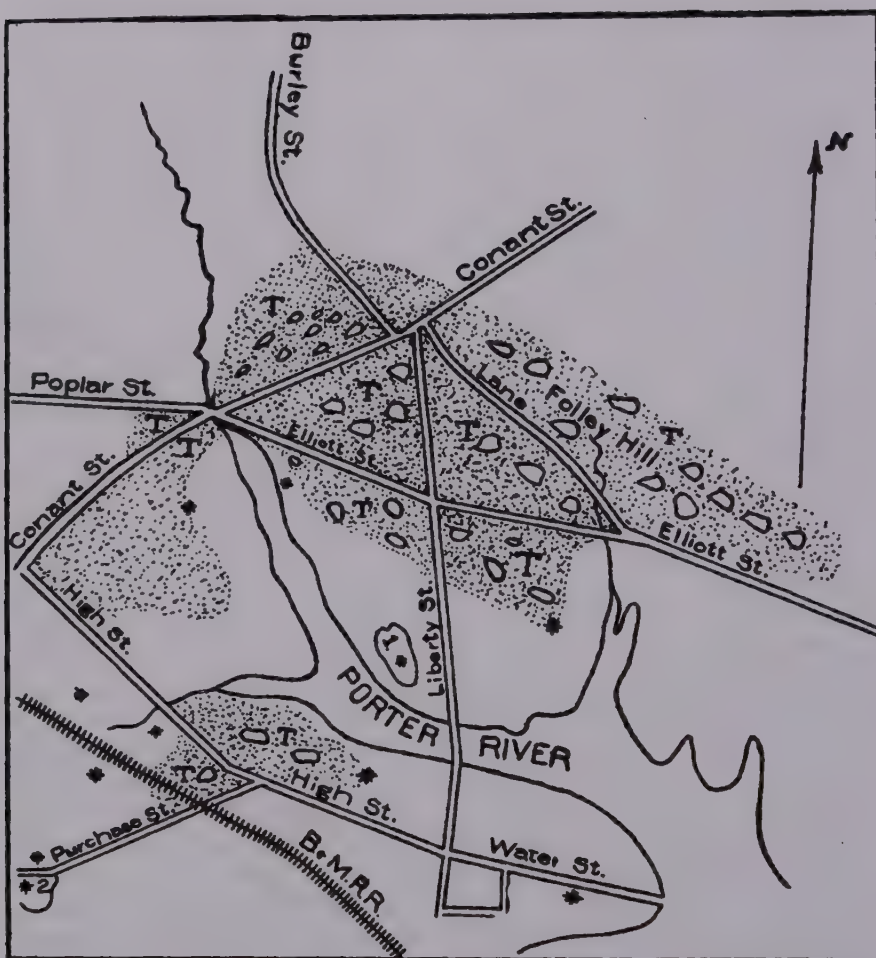 Burley St.
N
Conant St.
T
Poplar St.
T
Lane
Folley Hill
T
T
T
T
Elliott St.
Conant St.
T
Elliott St.
T
High St.
1 *
Liberty St.
PORTER RIVER
T
T
High St.
Purchase St.
B & M.R.R.
Water St.
*2